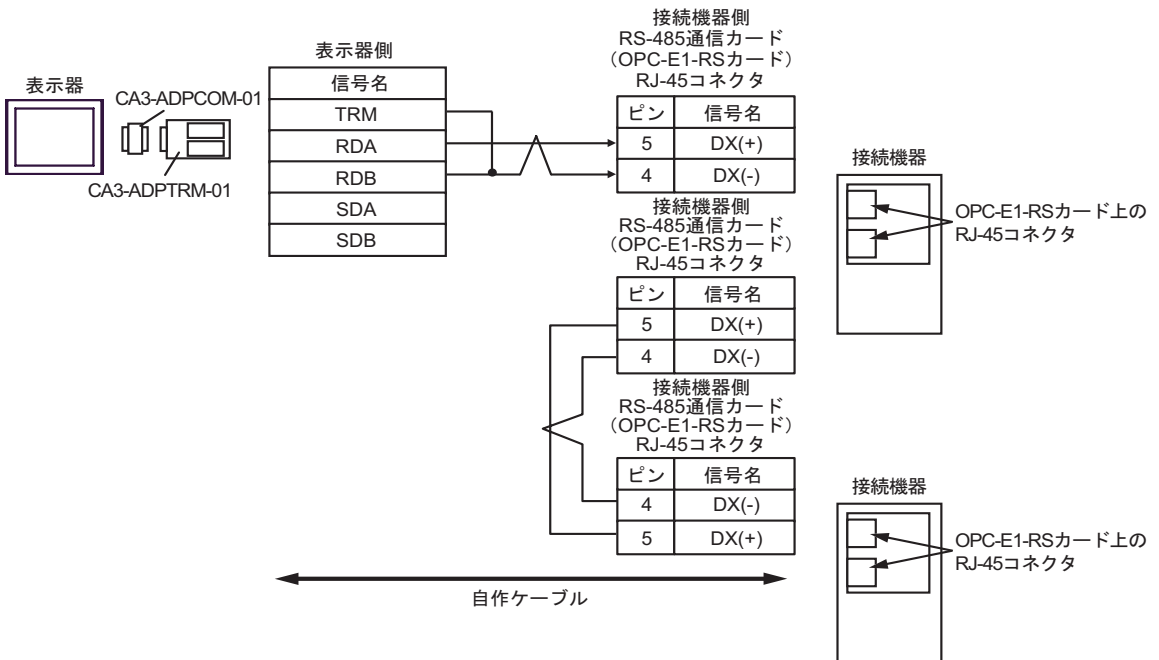 表示器
CA3-ADPCOM-01
CA3-ADPTRM-01
表示器側
信号名
TRM
RDA
RDB
SDA
SDB
接続機器側
RS-485通信カード
（OPC-E1-RSカード）
RJ-45コネクタ
ピン 信号名
5 DX(+)
4 DX(-)
接続機器側
RS-485通信カード
（OPC-E1-RSカード）
RJ-45コネクタ
ピン 信号名
5 DX(+)
4 DX(-)
接続機器側
RS-485通信カード
（OPC-E1-RSカード）
RJ-45コネクタ
ピン 信号名
4 DX(-)
5 DX(+)
接続機器
OPC-E1-RSカード上の
RJ-45コネクタ
接続機器
OPC-E1-RSカード上の
RJ-45コネクタ
自作ケーブル